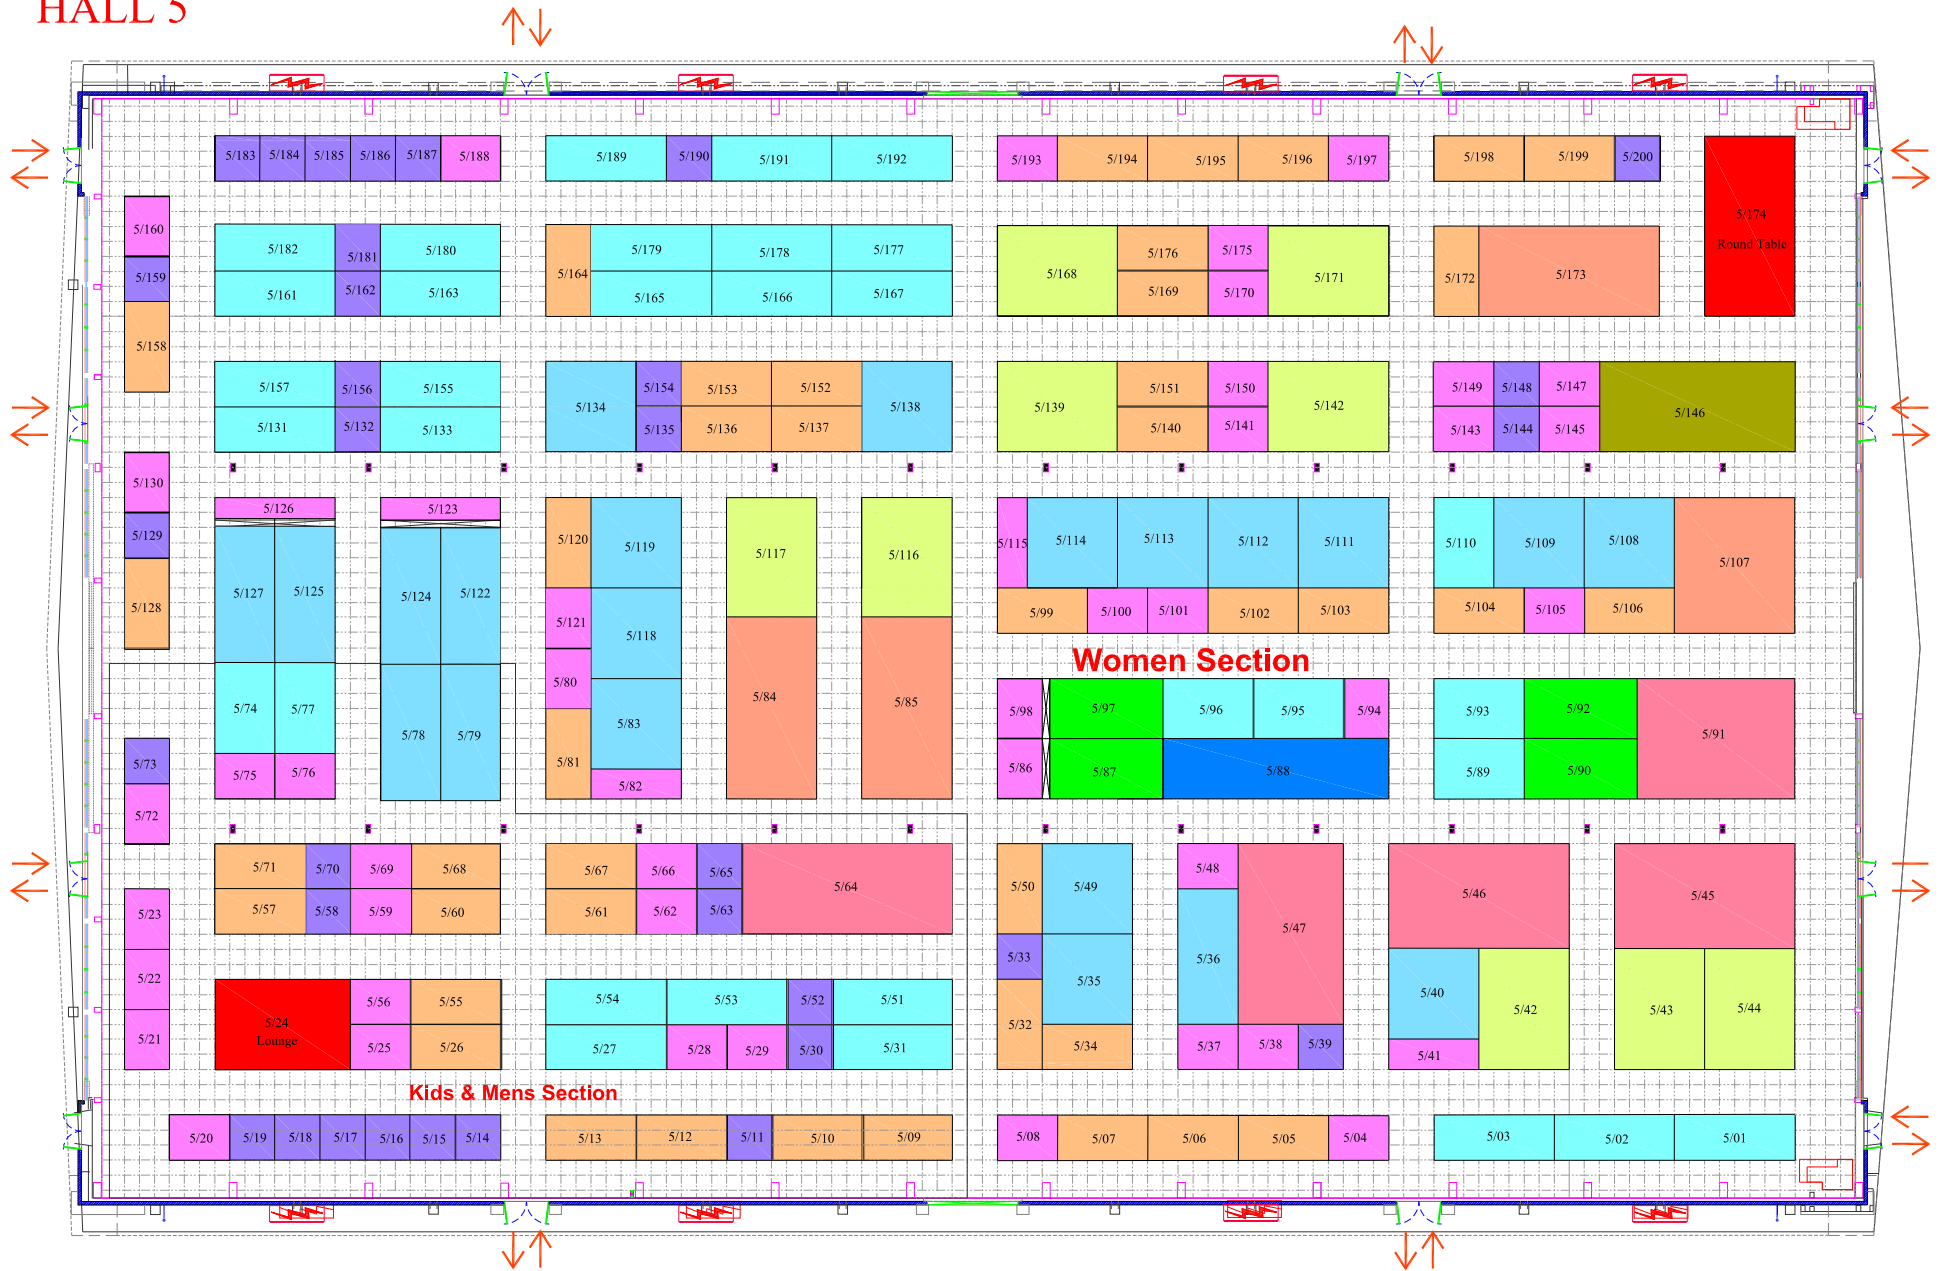 HALL 5
5/183 5/184 5/185 5/186 5/187 5/188 5/189 5/190 5/191 5/192 5/193 5/194 5/195 5/196 5/197 5/198 5/199 5/200
5/174
Round Table
5/160 5/182 5/181 5/180 5/179 5/178 5/177 5/176 5/175
5/159 5/164 5/168 5/171 5/172 5/173
5/161 5/162 5/163 5/165 5/166 5/167 5/169 5/170
5/158
5/157 5/156 5/155 5/154 5/153 5/152 5/151 5/150 5/149 5/148 5/147
5/134 5/138 5/139 5/142 5/146
5/131 5/132 5/133 5/135 5/136 5/137 5/140 5/141 5/143 5/144 5/145
5/130
5/126 5/123
5/129 5/120 5/119 5/117 5/116 5/115 5/114 5/113 5/112 5/111 5/110 5/109 5/108 5/107
5/127 5/125 5/124 5/122
5/128 5/121 5/118 5/99 5/100 5/101 5/102 5/103 5/104 5/105 5/106
Women Section
5/74 5/77 5/80 5/83 5/84 5/85 5/98 5/97 5/96 5/95 5/94 5/93 5/92 5/91
5/78 5/79
5/73 5/75 5/76 5/81 5/82 5/86 5/87 5/88 5/89 5/90
5/72
5/71 5/70 5/69 5/68 5/67 5/66 5/65 5/64 5/50 5/49 5/48 5/47 5/46 5/45
5/23 5/57 5/58 5/59 5/60 5/61 5/62 5/63
5/22 5/33 5/35 5/36
5/24
Lounge
5/56 5/55 5/54 5/53 5/52 5/51 5/32 5/40 5/42 5/43 5/44
5/21 5/25 5/26 5/27 5/28 5/29 5/30 5/31 5/34 5/37 5/38 5/39 5/41
Kids & Mens Section
5/20 5/19 5/18 5/17 5/16 5/15 5/14 5/13 5/12 5/11 5/10 5/09 5/08 5/07 5/06 5/05 5/04 5/03 5/02 5/01